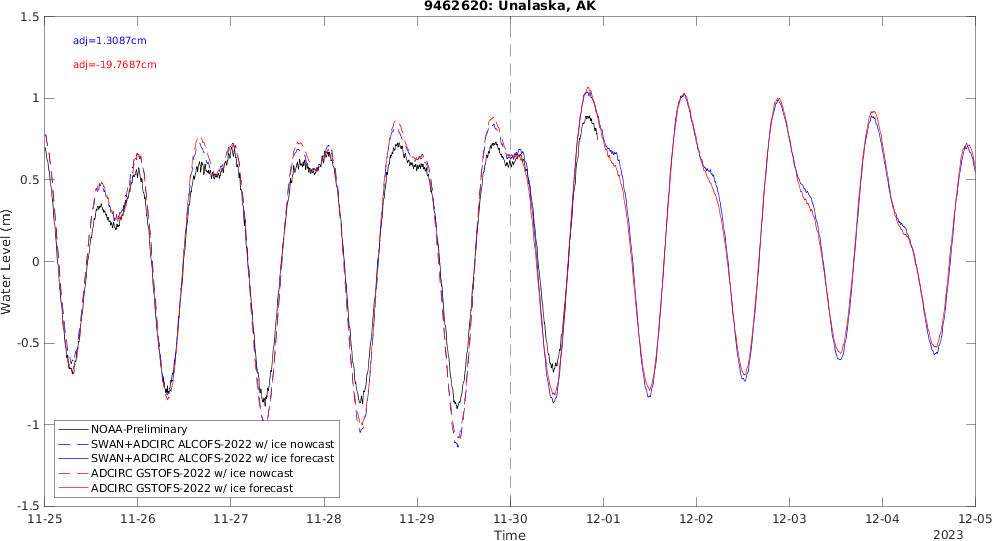 9462620: Unalaska, AK
adj=1.3087cm
adj=-19.7687cm
1.5
1
0.5
0
-0.5
-1
-1.5
Water Level (m)
NOAA-Preliminary
SWAN+ADCIRC ALCOFS-2022 w/ ice nowcast
SWAN+ADCIRC ALCOFS-2022 w/ ice forecast
ADCIRC GSTOFS-2022 w/ ice nowcast
ADCIRC GSTOFS-2022 w/ ice forecast
11-25 11-26 11-27 11-28 11-29 11-30 12-01 12-02 12-03 12-04 12-05
Time
2023